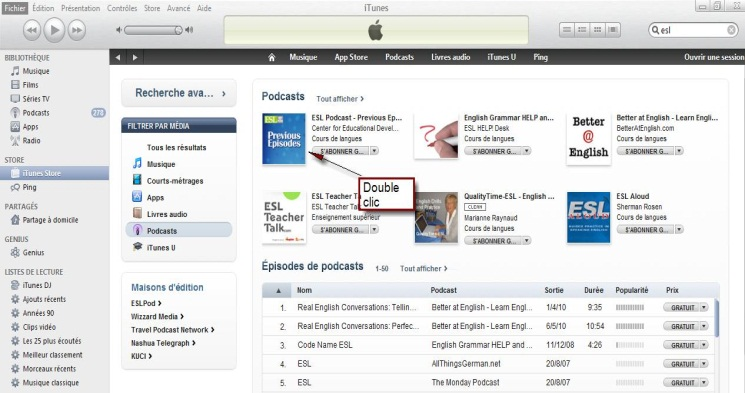 Fichier Édition Présentation Contrôles Store Avancé Aide
iTunes
esl
BIBLIOTHÈQUE
Musique
Films
Séries TV
Podcasts
Apps
Radio
STORE
iTunes Store
Ping
PARTAGÉS
Partage à domicile
GENIUS
Genius
LISTES DE LECTURE
iTunes DJ
Ajouts récents
Années 90
Clips vidéo
Les 25 plus écoutés
Meilleur classement
Morceaux récents
Musique classique
Musique App Store Podcasts Livres audio iTunes U Ping Ouvrir une session
Recherche ava... >
FILTRER PAR MÉDIA
Tous les résultats
Musique
Courts-métrages
Apps
Livres audio
Podcasts
iTunes U
Maisons d'édition
ESLPod >
Wizzard Media >
Travel Podcast Network >
Nashua Telegraph >
KUCI >
Podcasts Tout afficher >
ESL
Previous
Episodes
ESL Podcast - Previous Ep...
Center for Educational Devel...
Cours de langues
S'ABONNER G...
English Grammar HELP an...
ESL HELP! Desk
Cours de langues
S'ABONNER G...
Better
@
English
Better at English - Learn Engli...
BetterAtEnglish.com
Cours de langues
S'ABONNER G...
Double
clic
ESL
Teacher
Talk.com
ESL Teacher T
ESL Teacher Tal
Enseignement supérieur
S'ABONNER G...
QualityTime-ESL - English ...
CLEAN
Marianne Raynaud
Cours de langues
S'ABONNER G...
ESL
ALOUD
ESL Aloud
Sherman Rosen
Cours de langues
S'ABONNER G...
Épisodes de podcasts 1-50 Tout afficher >
Nom Podcast Sortie Durée Popularité Prix
1. Real English Conversations: Tellin... Better at English - Learn Engl... 1/4/10 9:35 GRATUIT
2. Real English Conversations: Perfec... Better at English - Learn Engl... 6/5/10 10:54 GRATUIT
3. Code Name ESL English Grammar HELP and ... 11/12/08 4:26 GRATUIT
4. ESL AllThingsGerman.net 20/8/07 GRATUIT
5. ESL The Monday Podcast 20/8/07 GRATUIT